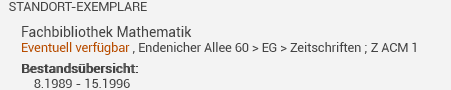 STANDORT-EXEMPLARE
Fachbibliothek Mathematik
Eventuell verfügbar , Endenicher Allee 60 > EG > Zeitschriften ; Z ACM 1
Bestandsübersicht:
8.1989 - 15.1996